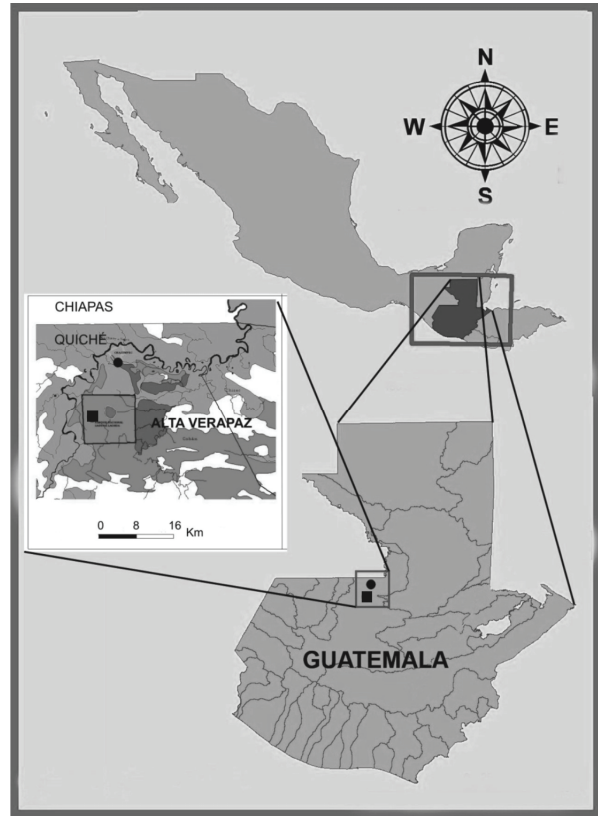 N
W E
S
CHIAPAS
QUICHÉ
ALTA VERAPAZ
0 8 16 Km
GUATEMALA